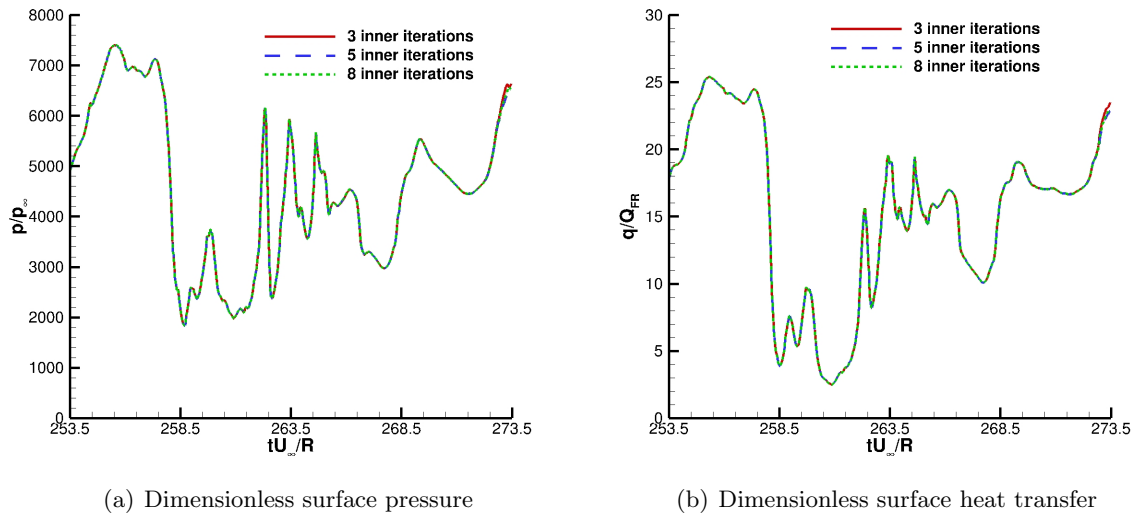 8000
7000
6000
5000
4000
3000
2000
1000
0
p/p∞
253.5 258.5 263.5 268.5 273.5
tU∞/R
3 inner iterations
5 inner iterations
8 inner iterations
(a) Dimensionless surface pressure
30
25
20
15
10
5
0
q/QFR
253.5 258.5 263.5 268.5 273.5
tU∞/R
3 inner iterations
5 inner iterations
8 inner iterations
(b) Dimensionless surface heat transfer